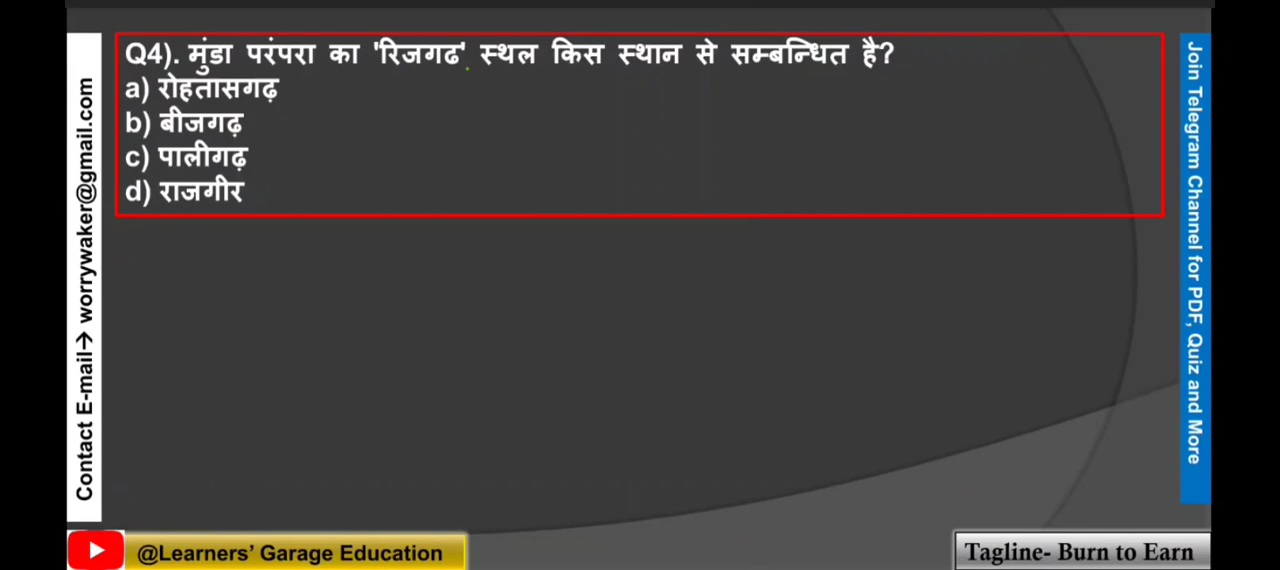 Q4). मुंडा परंपरा का 'रिजगढ' स्थल किस स्थान से सम्बन्धित है?
a) रोहतासगढ़
b) बीजगढ़
c) पालीगढ़
d) राजगीर
Contact E-mail→ worrywaker@gmail.com
Join Telegram Channel for PDF, Quiz and More
@Learners’ Garage Education
Tagline- Burn to Earn